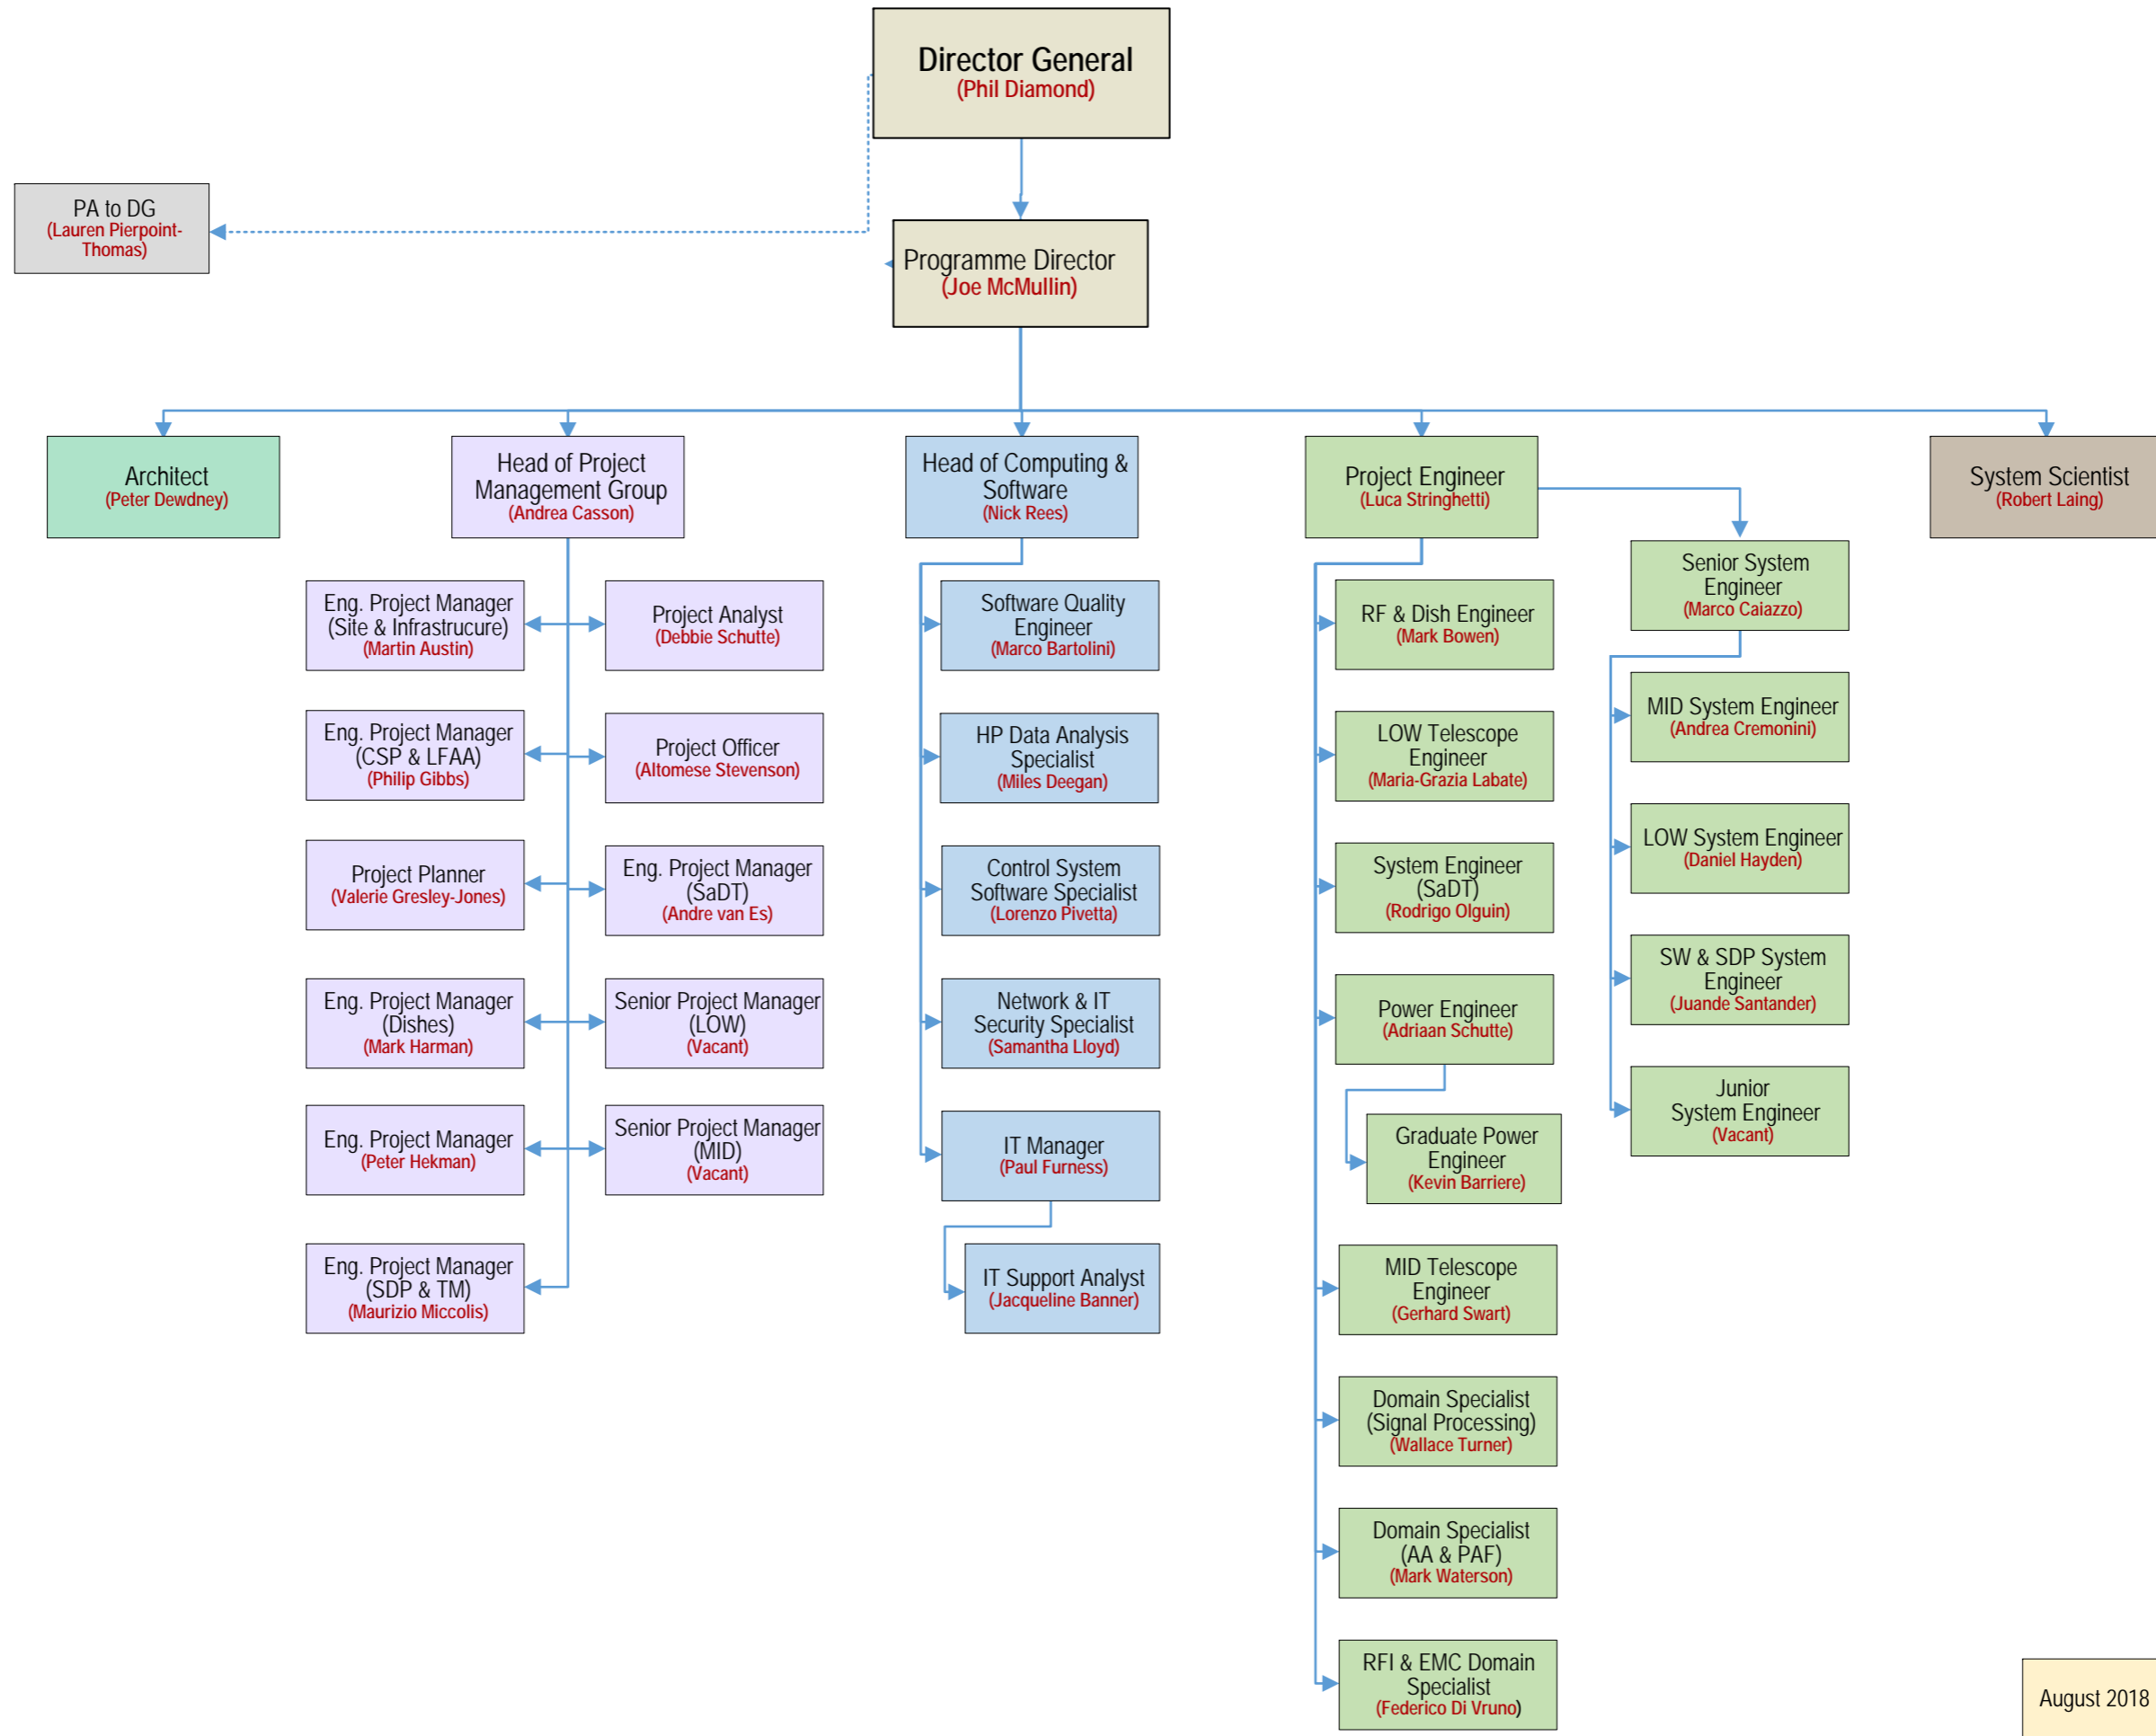 Director General
(Phil Diamond)
PA to DG
(Lauren Pierpoint-
Thomas)
Programme Director
(Joe McMullin)
Architect
(Peter Dewdney)
Head of Project
Management Group
(Andrea Casson)
Head of Computing &
Software
(Nick Rees)
Project Engineer
(Luca Stringhetti)
System Scientist
(Robert Laing)
Eng. Project Manager
(Site & Infrastrucure)
(Martin Austin)
Project Analyst
(Debbie Schutte)
Eng. Project Manager
(CSP & LFAA)
(Philip Gibbs)
Project Officer
(Altomese Stevenson)
Project Planner
(Valerie Gresley-Jones)
Eng. Project Manager
(SaDT)
(Andre van Es)
Eng. Project Manager
(Dishes)
(Mark Harman)
Senior Project Manager
(LOW)
(Vacant)
Eng. Project Manager
(Peter Hekman)
Senior Project Manager
(MID)
(Vacant)
Eng. Project Manager
(SDP & TM)
(Maurizio Miccolis)
Software Quality
Engineer
(Marco Bartolini)
HP Data Analysis
Specialist
(Miles Deegan)
Control System
Software Specialist
(Lorenzo Pivetta)
Network & IT
Security Specialist
(Samantha Lloyd)
IT Manager
(Paul Furness)
IT Support Analyst
(Jacqueline Banner)
RF & Dish Engineer
(Mark Bowen)
LOW Telescope
Engineer
(Maria-Grazia Labate)
System Engineer
(SaDT)
(Rodrigo Olguin)
Power Engineer
(Adriaan Schutte)
Graduate Power
Engineer
(Kevin Barriere)
MID Telescope
Engineer
(Gerhard Swart)
Domain Specialist
(Signal Processing)
(Wallace Turner)
Domain Specialist
(AA & PAF)
(Mark Waterson)
RFI & EMC Domain
Specialist
(Federico Di Vruno)
Senior System
Engineer
(Marco Caiazzo)
MID System Engineer
(Andrea Cremonini)
LOW System Engineer
(Daniel Hayden)
SW & SDP System
Engineer
(Juande Santander)
Junior
System Engineer
(Vacant)
August 2018